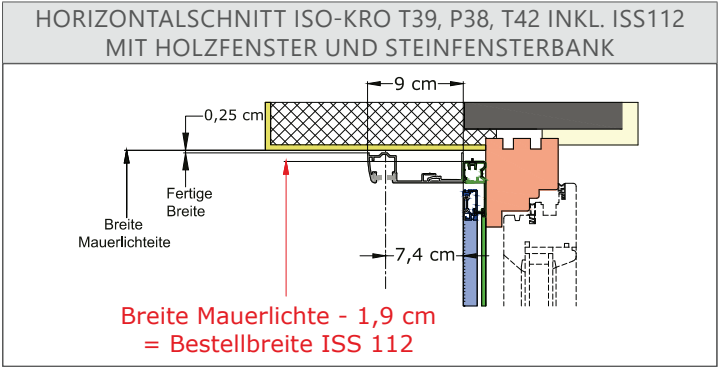 HORIZONTALSCHNITT ISO-KRO T39, P38, T42 INKL. ISS112
MIT HOLZFENSTER UND STEINFENSTERBANK
9 cm
0,25 cm
Fertige
Breite
Breite
Mauerlichteite
7,4 cm
Breite Mauerlichte - 1,9 cm
= Bestellbreite ISS 112